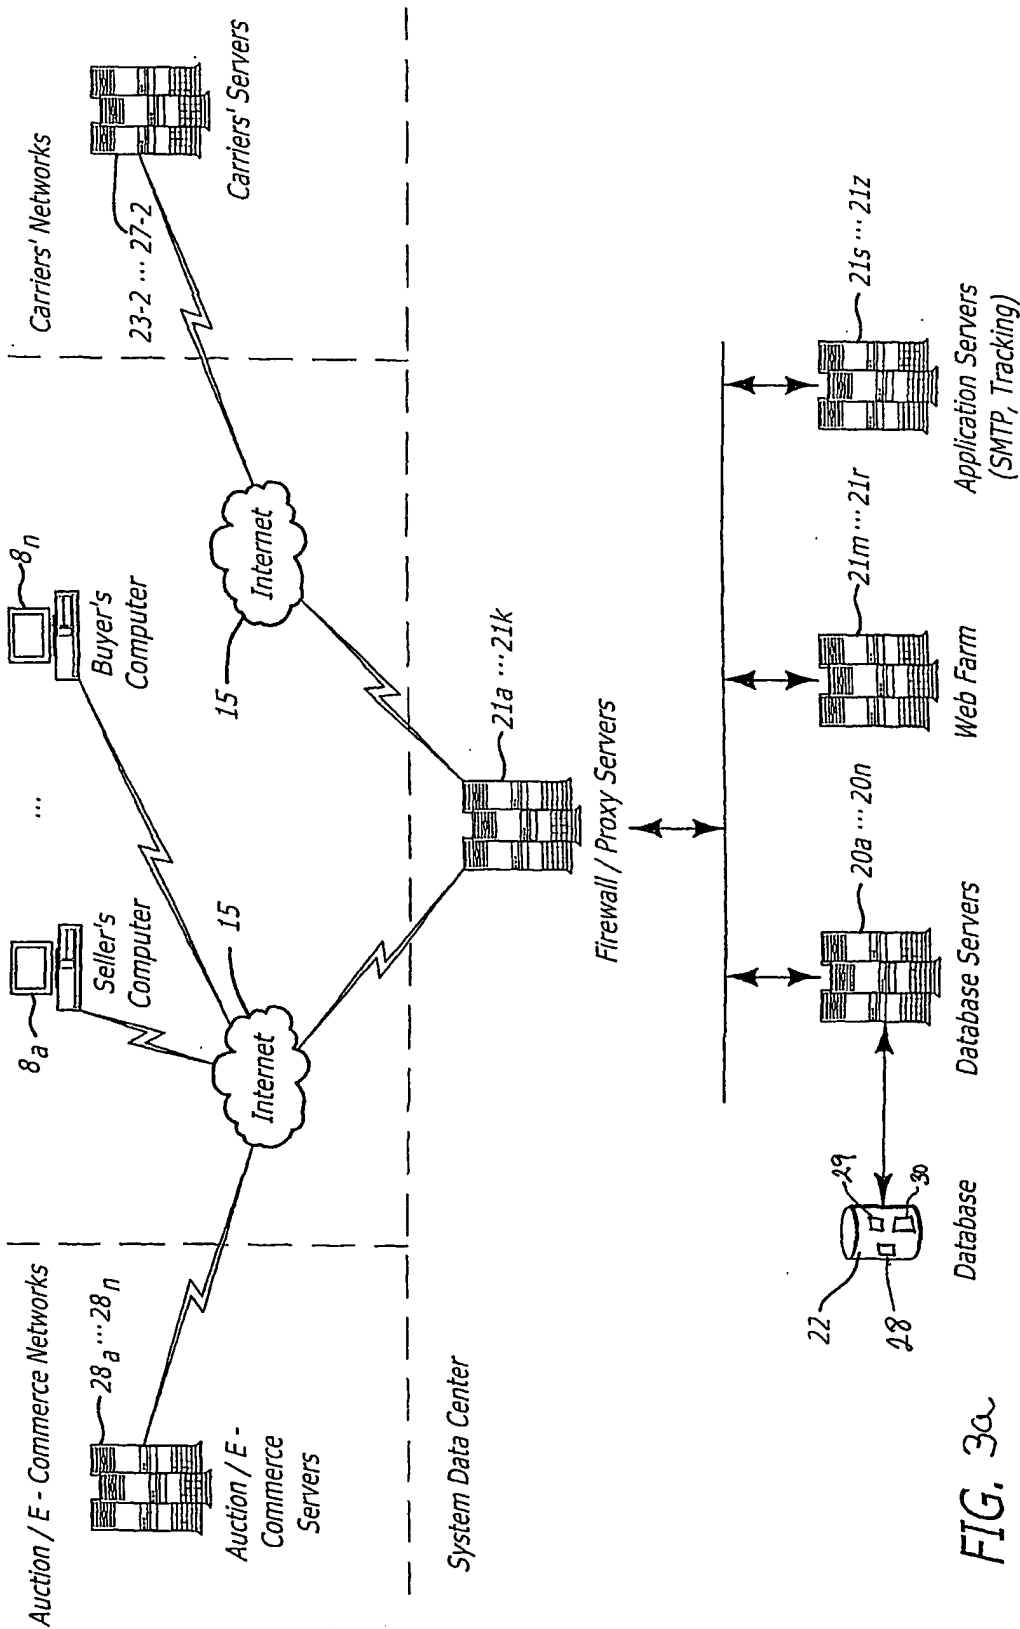 Auction / E - Commerce Networks
28a ... 28n
Auction / E -
Commerce
Servers
8a
Seller's
Computer
...
8n
Buyer's
Computer
15
Internet
15
Internet
Carriers' Networks
23-2 ... 27-2
Carriers' Servers
System Data Center
21a ... 21k
Firewall / Proxy Servers
22
29
28
30
Database
20a ... 20n
Database Servers
21m ... 21r
Web Farm
21s ... 21z
Application Servers
(SMTP, Tracking)
FIG. 3a